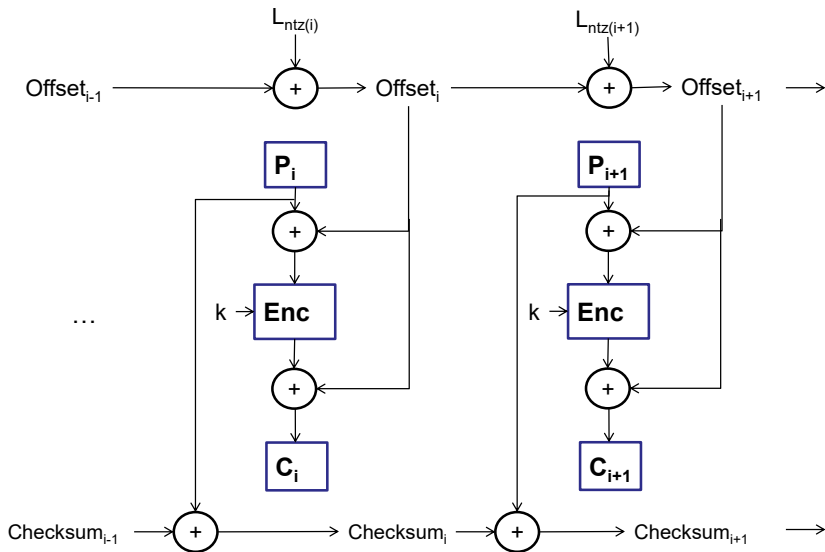 L_ntz(i) L_ntz(i+1)
Offset_i-1 + Offset_i + Offset_i+1
P_i P_i+1
+ +
… k Enc k Enc
+ +
C_i C_i+1
Checksum_i-1 + Checksum_i + Checksum_i+1